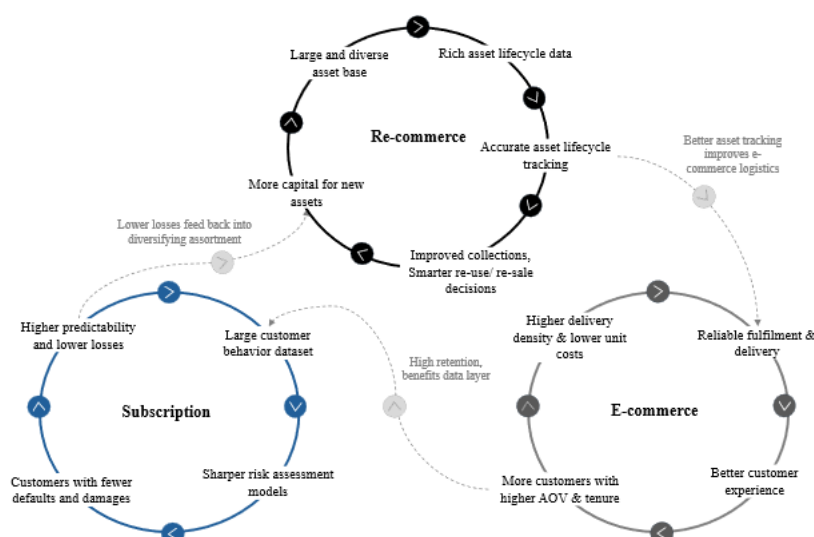 Large and diverse
asset base
Rich asset lifecycle data
Re-commerce
Accurate asset lifecycle
tracking
Better asset tracking
improves e-
commerce logistics
More capital for new
assets
Lower losses feed back into
diversifying assortment
Improved collections,
Smarter re-use/ re-sale
decisions
Higher predictability
and lower losses
Large customer
behavior dataset
High retention,
benefits data layer
Higher delivery
density & lower unit
costs
Reliable fulfilment &
delivery
Subscription
E-commerce
Customers with fewer
defaults and damages
Sharper risk assessment
models
More customers with
higher AOV & tenure
Better customer
experience